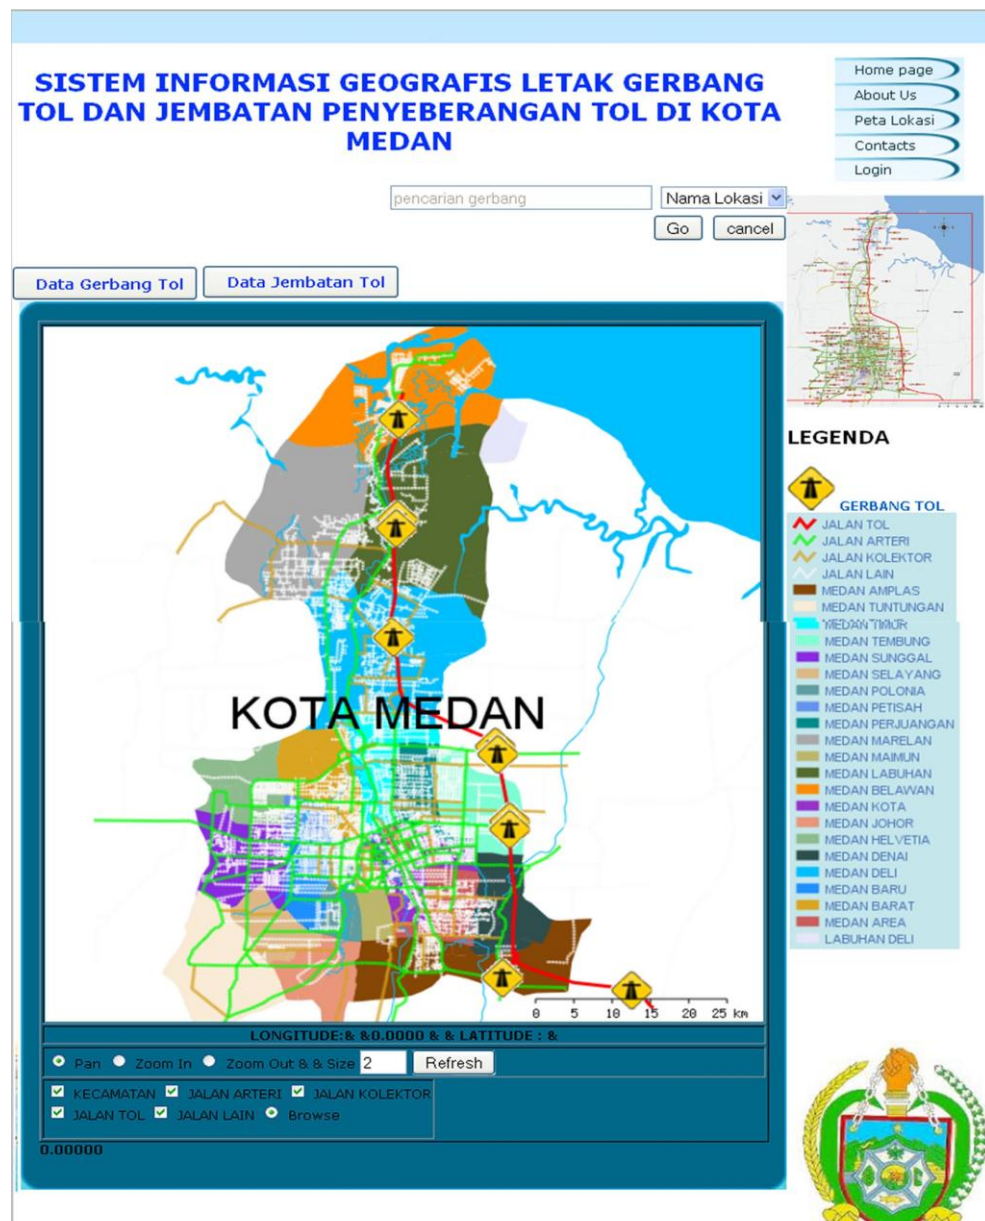 SISTEM INFORMASI GEOGRAFIS LETAK GERBANG
TOL DAN JEMBATAN PENYEBERANGAN TOL DI KOTA
MEDAN
Home page
About Us
Peta Lokasi
Contacts
Login
pencarian gerbang
Nama Lokasi
Go
cancel
Data Gerbang Tol
Data Jembatan Tol
KOTA MEDAN
0 5 10 15 20 25 km
LEGENDA
GERBANG TOL
JALAN TOL
JALAN ARTERI
JALAN KOLEKTOR
JALAN LAIN
MEDAN AMPLAS
MEDAN TUNTUNGAN
MEDAN TIMUR
MEDAN TEMBUNG
MEDAN SUNGGAL
MEDAN SELAYANG
MEDAN POLONIA
MEDAN PETISAH
MEDAN PERJUANGAN
MEDAN MARELAN
MEDAN MAIMUN
MEDAN LABUHAN
MEDAN BELAWAN
MEDAN KOTA
MEDAN JOHOR
MEDAN HELVETIA
MEDAN DENAI
MEDAN DELI
MEDAN BARU
MEDAN BARAT
MEDAN AREA
LABUHAN DELI
LONGITUDE:& &0.0000 & & LATITUDE : &
Pan Zoom In Zoom Out & & Size 2 Refresh
KECAMATAN JALAN ARTERI JALAN KOLEKTOR
JALAN TOL JALAN LAIN Browse
0.00000